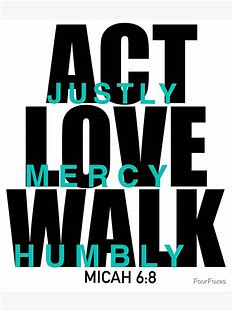 ACT
JUSTLY
LOVE
MERCY
WALK
HUMBLY
MICAH 6:8
FourFoxes